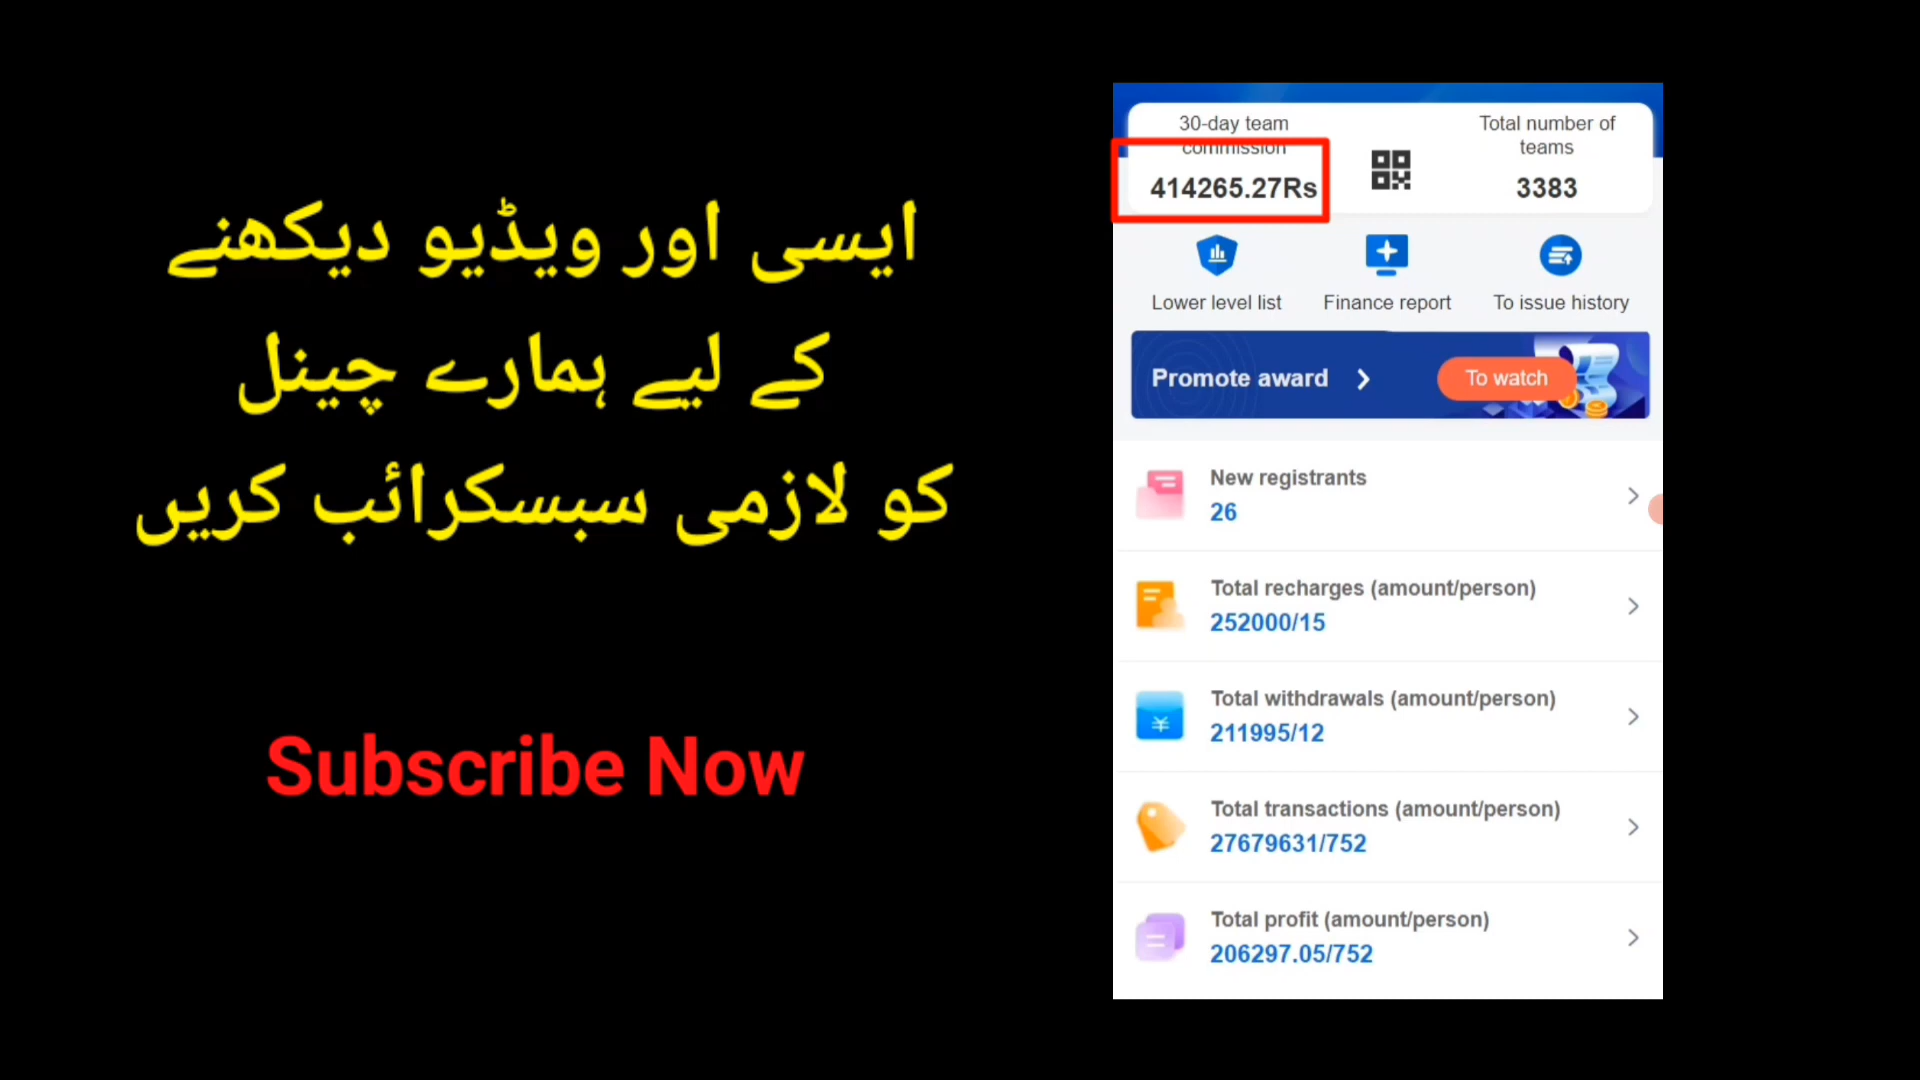 ایسی اور ویڈیو دیکھنے
کے لیے ہمارے چینل
کو لازمی سبسکرائب کریں
Subscribe Now
30-day team
commission
414265.27Rs
Total number of
teams
3383
Lower level list
Finance report
To issue history
Promote award
To watch
New registrants
26
Total recharges (amount/person)
252000/15
Total withdrawals (amount/person)
211995/12
Total transactions (amount/person)
27679631/752
Total profit (amount/person)
206297.05/752